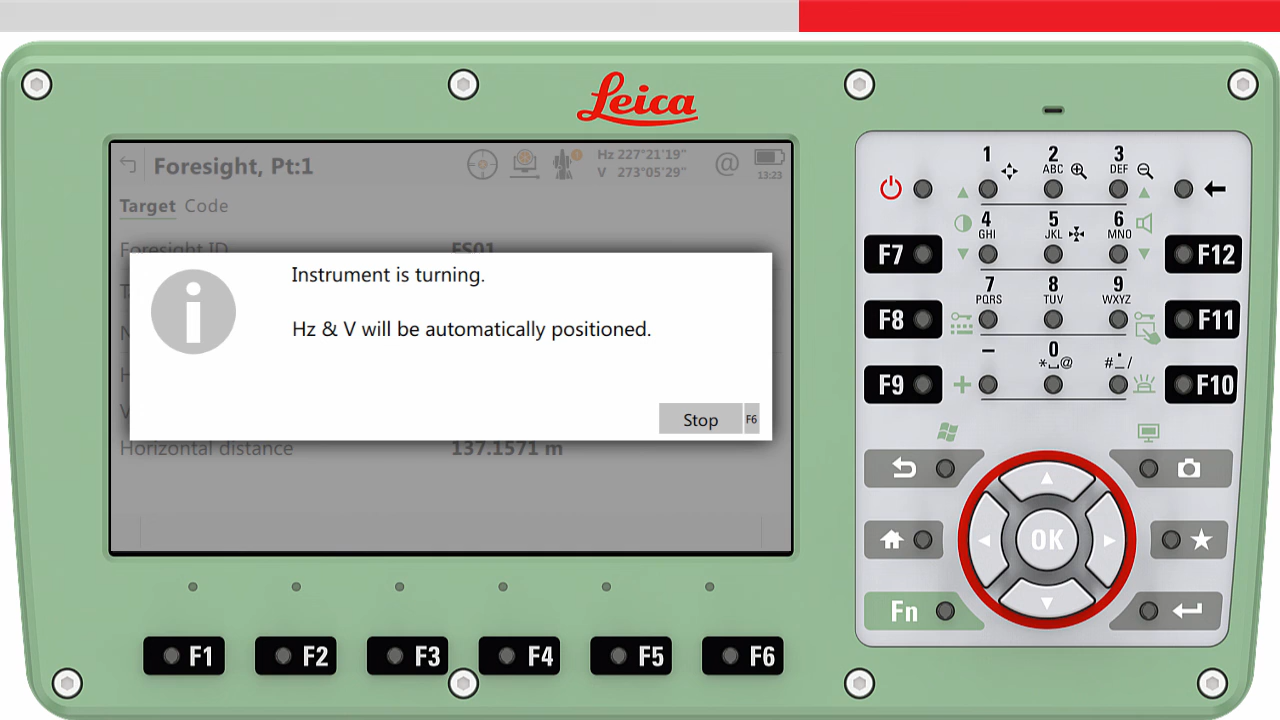 Leica
Foresight, Pt:1
Hz 227°21'19"
V 273°05'29"
@
13:23
Target Code
Foresight ID FS01
Instrument is turning.
Hz & V will be automatically positioned.
Stop F6
Horizontal distance 137.1571 m
F1 F2 F3 F4 F5 F6
1 2 3
ABC DEF
4 5 6
GHI JKL MNO
F7 F12
7 8 9
PQRS TUV WXYZ
F8 F11
– 0 .
*⎵@ #_/
F9 + F10
OK
Fn